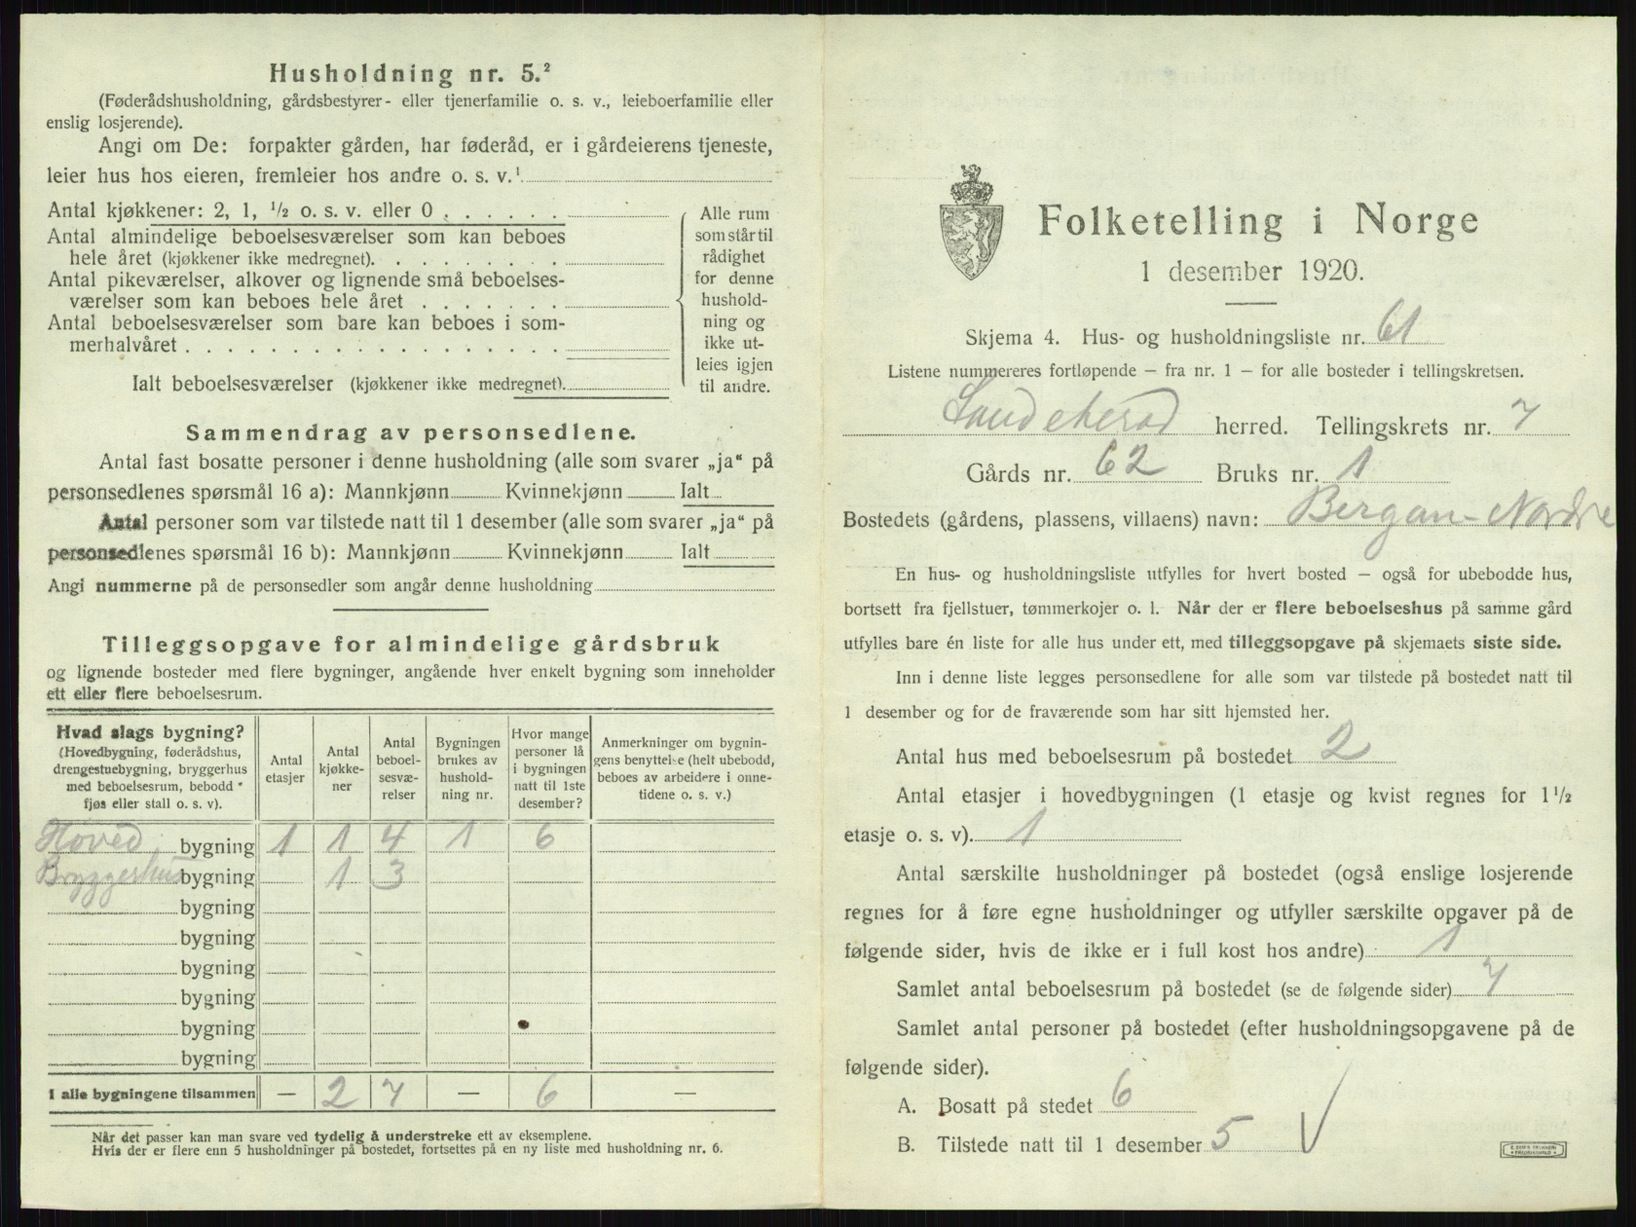 Husholdning nr. 5.²
(Føderådshusholdning, gårdsbestyrer- eller tjenerfamilie o. s. v., leieboerfamilie eller
enslig losjerende).
Angi om De: forpakter gården, har føderåd, er i gårdeierens tjeneste,
leier hus hos eieren, fremleier hos andre o. s. v.¹
Antal kjøkkener: 2, 1, ½ o. s. v. eller 0 . . . . . .
Antal almindelige beboelsesværelser som kan beboes
hele året (kjøkkener ikke medregnet). . . . . . . .
Antal pikeværelser, alkover og lignende små beboelses-
værelser som kan beboes hele året . . . . . . .
Antal beboelsesværelser som bare kan beboes i som-
merhalvåret . . . . . . . . . . . . . . . . . .
Ialt beboelsesværelser (kjøkkener ikke medregnet).
Alle rum
som står til
rådighet
for denne
hushold-
ning og
ikke ut-
leies igjen
til andre.
Sammendrag av personsedlene.
Antal fast bosatte personer i denne husholdning (alle som svarer „ja“ på
personsedlenes spørsmål 16 a): Mannkjønn Kvinnekjønn Ialt
Antal personer som var tilstede natt til 1 desember (alle som svarer „ja“ på
personsedlenes spørsmål 16 b): Mannkjønn Kvinnekjønn Ialt
Angi nummerne på de personsedler som angår denne husholdning
Tilleggsopgave for almindelige gårdsbruk
og lignende bosteder med flere bygninger, angående hver enkelt bygning som inneholder
ett eller flere beboelsesrum.
Hvad slags bygning?
(Hovedbygning, føderådshus,
drengestuebygning, bryggerhus
med beboelsesrum, bebodd
fjøs eller stall o. s. v).
Antal
etasjer
Antal
kjøkke-
ner
Antal
beboel-
sesvæ-
relser
Bygningen
brukes av
hushold-
ning nr.
Hvor mange
personer lå
i bygningen
natt til 1ste
desember?
Anmerkninger om bygnin-
gens benyttelse (helt ubebodd,
beboes av arbeidere i onne-
tidene o. s. v.)
Hoved bygning 1 1 4 1 6
Bryggerhus bygning 1 3
bygning
bygning
bygning
bygning
bygning
bygning
I alle bygningene tilsammen — 2 7 — 6 —
Når det passer kan man svare ved tydelig å understreke ett av eksemplene.
Hvis der er flere enn 5 husholdninger på bostedet, fortsettes på en ny liste med husholdning nr. 6.
Folketelling i Norge
1 desember 1920.
Skjema 4. Hus- og husholdningsliste nr. 61
Listene nummereres fortløpende — fra nr. 1 — for alle bosteder i tellingskretsen.
Sandeherad herred. Tellingskrets nr. 7
Gårds nr. 62 Bruks nr. 1
Bostedets (gårdens, plassens, villaens) navn: Bergan-Nordre
En hus- og husholdningsliste utfylles for hvert bosted — også for ubebodde hus,
bortsett fra fjellstuer, tømmerkojer o. l. Når der er flere beboelseshus på samme gård
utfylles bare én liste for alle hus under ett, med tilleggsopgave på skjemaets siste side.
Inn i denne liste legges personsedlene for alle som var tilstede på bostedet natt til
1 desember og for de fraværende som har sitt hjemsted her.
Antal hus med beboelsesrum på bostedet 2
Antal etasjer i hovedbygningen (1 etasje og kvist regnes for 1½
etasje o. s. v). 1
Antal særskilte husholdninger på bostedet (også enslige losjerende
regnes for å føre egne husholdninger og utfyller særskilte opgaver på de
følgende sider, hvis de ikke er i full kost hos andre) 1
Samlet antal beboelsesrum på bostedet (se de følgende sider) 7
Samlet antal personer på bostedet (efter husholdningsopgavene på de
følgende sider).
A. Bosatt på stedet 6
B. Tilstede natt til 1 desember 5 √